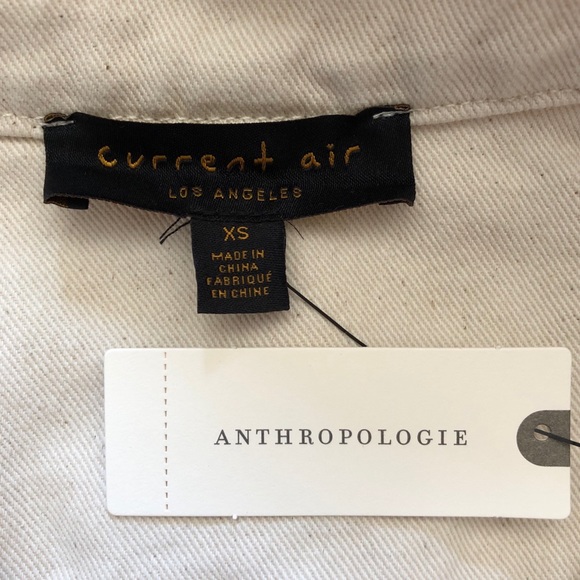 current air
LOS ANGELES
XS
MADE IN
CHINA
FABRIQUÉ
EN CHINE
ANTHROPOLOGIE